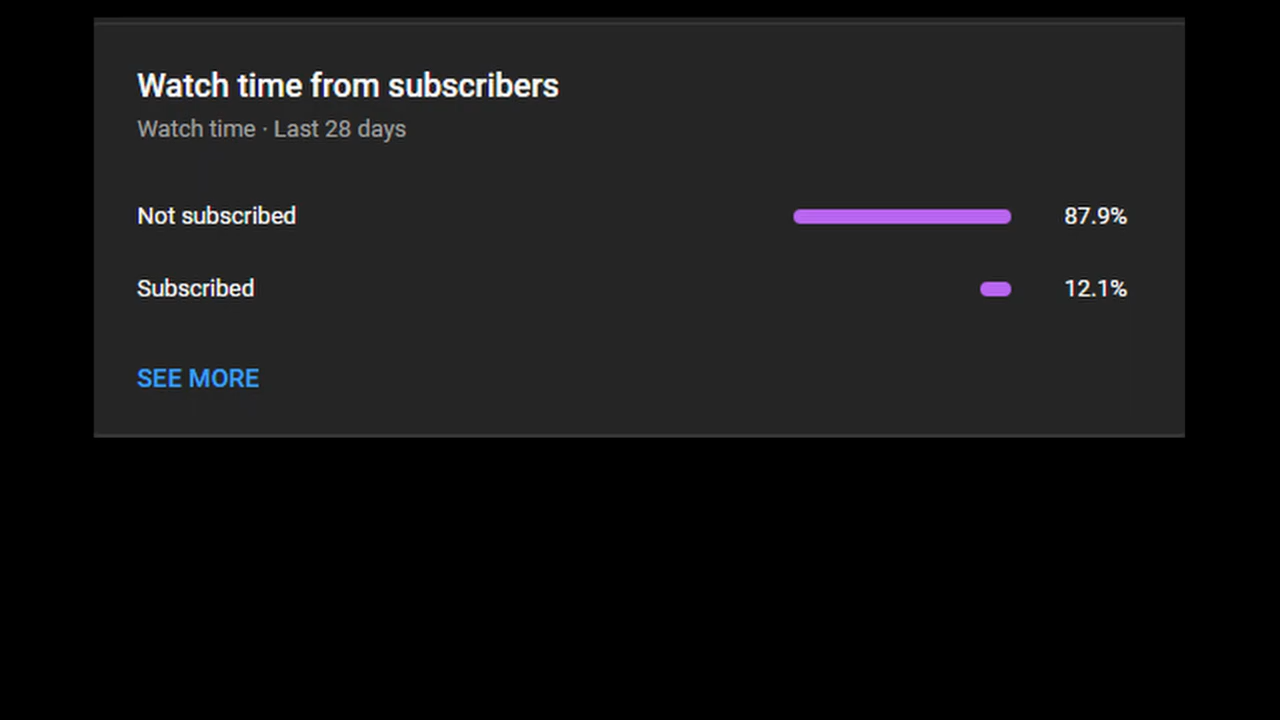 Watch time from subscribers
Watch time · Last 28 days
Not subscribed 87.9%
Subscribed 12.1%
SEE MORE